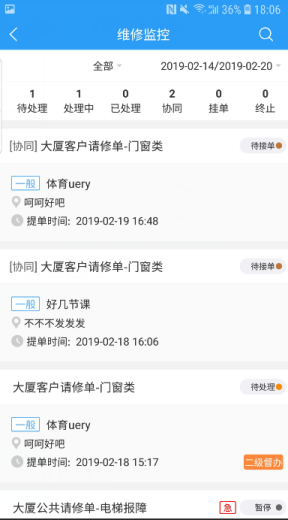 36% 18:06
维修监控
全部 2019-02-14/2019-02-20
1 1 0 2 0 0
待处理 处理中 已处理 协同 挂单 终止
[协同] 大厦客户请修单-门窗类 待接单
一般 体育uery
呵呵好吧
提单时间: 2019-02-19 16:48
[协同] 大厦客户请修单-门窗类 待接单
一般 好几节课
不不不发发发
提单时间: 2019-02-18 16:06
大厦客户请修单-门窗类 待处理
一般 体育uery
呵呵好吧
提单时间: 2019-02-18 15:17 二级督办
大厦公共请修单-电梯报障 急 暂停